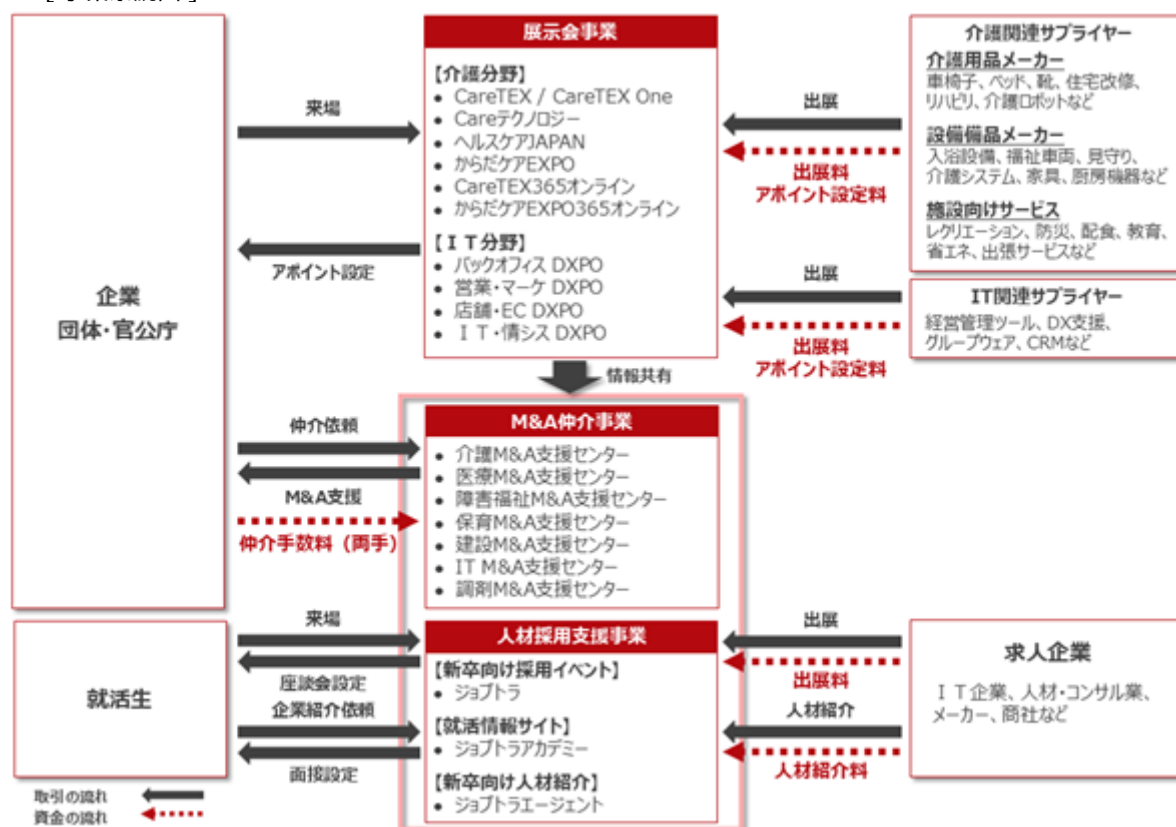 展示会事業
【介護分野】
• CareTEX / CareTEX One
• Careテクノロジー
• ヘルスケアJAPAN
• からだケアEXPO
• CareTEX365オンライン
• からだケアEXPO365オンライン
【ＩＴ分野】
• バックオフィス DXPO
• 営業・マーケ DXPO
• 店舗・EC DXPO
• ＩＴ・情シス DXPO
企業
団体・官公庁
来場
アポイント設定
出展
出展料
アポイント設定料
出展
出展料
アポイント設定料
介護関連サプライヤー
介護用品メーカー
車椅子、ベッド、靴、住宅改修、
リハビリ、介護ロボットなど
設備備品メーカー
入浴設備、福祉車両、見守り、
介護システム、家具、厨房機器など
施設向けサービス
レクリエーション、防災、配食、教育、
省エネ、出張サービスなど
IT関連サプライヤー
経営管理ツール、DX支援、
グループウェア、CRMなど
情報共有
仲介依頼
M&A支援
仲介手数料（両手）
M&A仲介事業
• 介護M&A支援センター
• 医療M&A支援センター
• 障害福祉M&A支援センター
• 保育M&A支援センター
• 建設M&A支援センター
• IT M&A支援センター
• 調剤M&A支援センター
就活生
来場
座談会設定
企業紹介依頼
面接設定
人材採用支援事業
【新卒向け採用イベント】
• ジョブトラ
【就活情報サイト】
• ジョブトラアカデミー
【新卒向け人材紹介】
• ジョブトラエージェント
出展
出展料
人材紹介
人材紹介料
求人企業
ＩＴ企業、人材・コンサル業、
メーカー、商社など
取引の流れ
資金の流れ